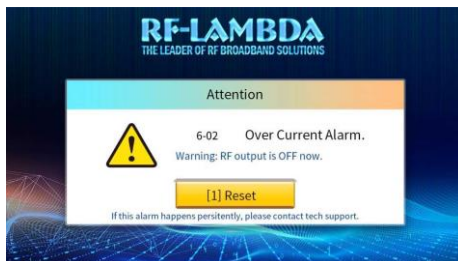 RF-LAMBDA
THE LEADER OF RF BROADBAND SOLUTIONS
Attention
6-02 Over Current Alarm.
Warning: RF output is OFF now.
[1] Reset
If this alarm happens persitently, please contact tech support.